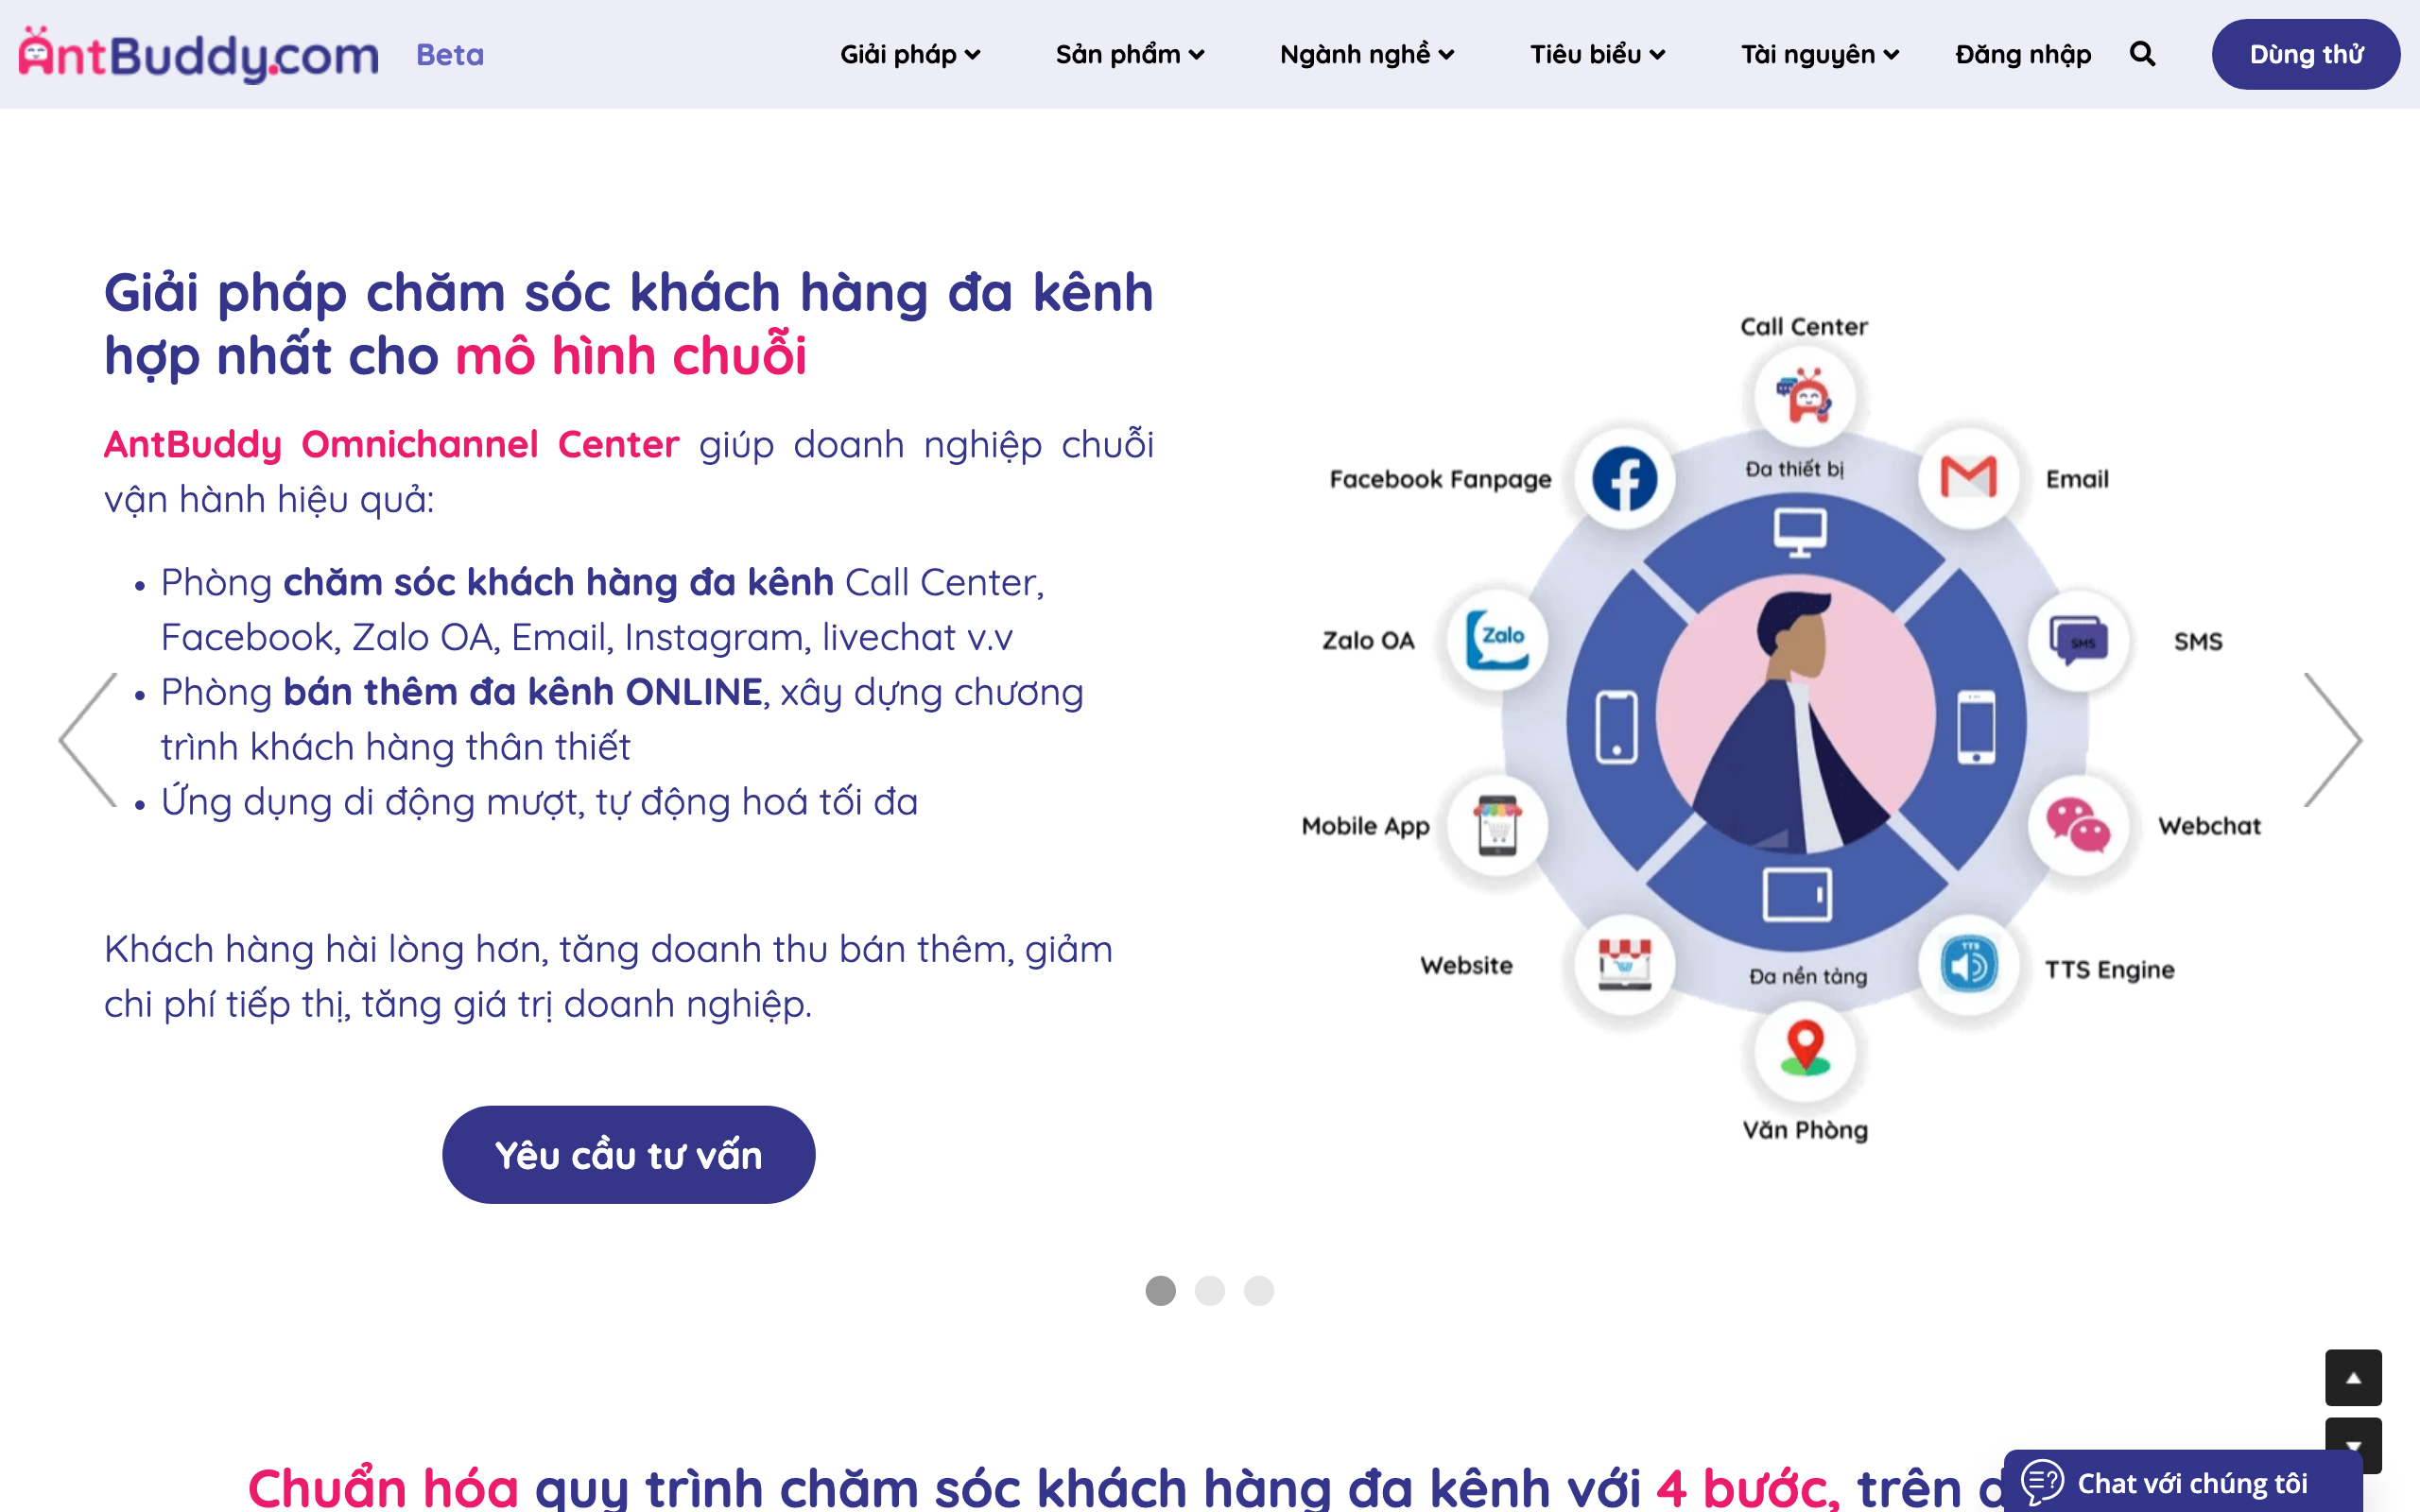 AntBuddy.com Beta Giải pháp Sản phẩm Ngành nghề Tiêu biểu Tài nguyên Đăng nhập Dùng thử
Giải pháp chăm sóc khách hàng đa kênh
hợp nhất cho mô hình chuỗi
AntBuddy Omnichannel Center giúp doanh nghiệp chuỗi
vận hành hiệu quả:
• Phòng chăm sóc khách hàng đa kênh Call Center,
Facebook, Zalo OA, Email, Instagram, livechat v.v
• Phòng bán thêm đa kênh ONLINE, xây dựng chương
trình khách hàng thân thiết
• Ứng dụng di động mượt, tự động hoá tối đa
Khách hàng hài lòng hơn, tăng doanh thu bán thêm, giảm
chi phí tiếp thị, tăng giá trị doanh nghiệp.
Yêu cầu tư vấn
Call Center
Đa thiết bị
Facebook Fanpage
Email
Zalo OA
Zalo
SMS
SMS
Mobile App
Webchat
Website
TTS
TTS Engine
Đa nền tảng
Văn Phòng
Chuẩn hóa quy trình chăm sóc khách hàng đa kênh với 4 bước, trên
Chat với chúng tôi